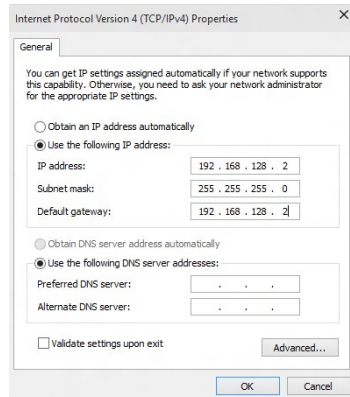 Internet Protocol Version 4 (TCP/IPv4) Properties
General
You can get IP settings assigned automatically if your network supports
this capability. Otherwise, you need to ask your network administrator
for the appropriate IP settings.
Obtain an IP address automatically
Use the following IP address:
IP address: 192 . 168 . 128 . 2
Subnet mask: 255 . 255 . 255 . 0
Default gateway: 192 . 168 . 128 . 2
Obtain DNS server address automatically
Use the following DNS server addresses:
Preferred DNS server: . . .
Alternate DNS server: . . .
Validate settings upon exit
Advanced...
OK Cancel